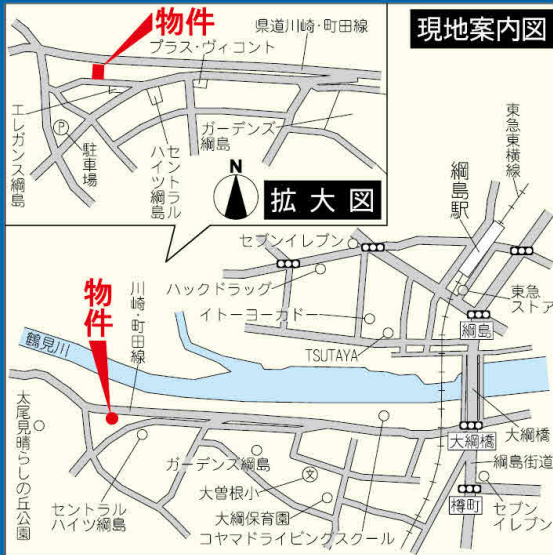 現地案内図
物件
県道川崎・町田線
プラス・ヴィコント
エレガンス綱島
P
駐車場
セントラル
ハイツ綱島
ガーデンズ
綱島
N
拡大図
東急東横線
綱島駅
セブンイレブン
ハックドラッグ
イトーヨーカドー
東急
ストア
綱島
TSUTAYA
物件
川崎・町田線
鶴見川
太尾見晴らしの丘公園
セントラル
ハイツ綱島
ガーデンズ綱島
大曽根小
文
大綱保育園
コヤマドライビングスクール
大綱橋
大綱橋
綱島街道
樽町
セブン
イレブン